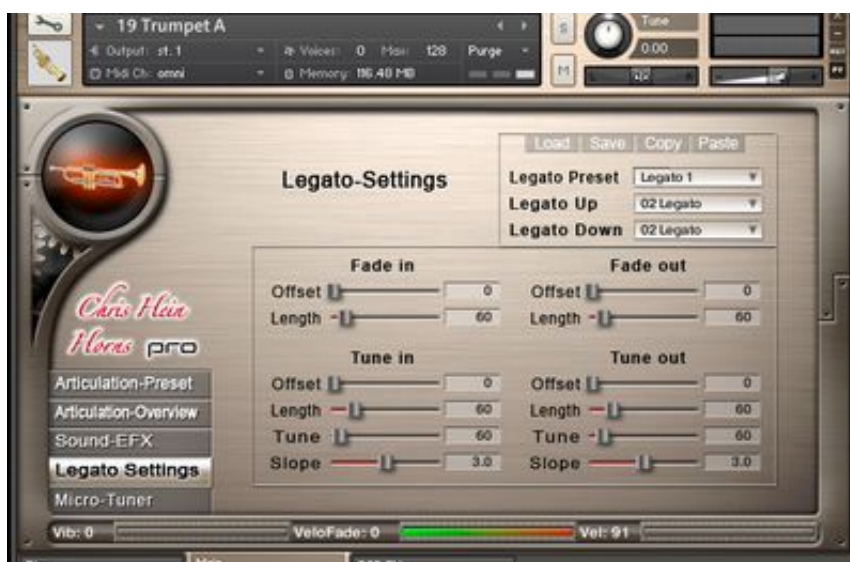 19 Trumpet A
Output: st. 1 Voices: 0 Max: 128 Purge
Midi Ch: omni Memory: 116.40 MB
S
M
Tune
0.00
L R
Load Save Copy Paste
Legato-Settings
Legato Preset Legato 1
Legato Up 02 Legato
Legato Down 02 Legato
Fade in Fade out
Offset 0 Offset 0
Length 60 Length 60
Chris Hein
Horns pro
Tune in Tune out
Offset 0 Offset 0
Length 60 Length 60
Tune 60 Tune 60
Slope 3.0 Slope 3.0
Articulation-Preset
Articulation-Overview
Sound-EFX
Legato Settings
Micro-Tuner
Vib: 0 VeloFade: 0 Vel: 91